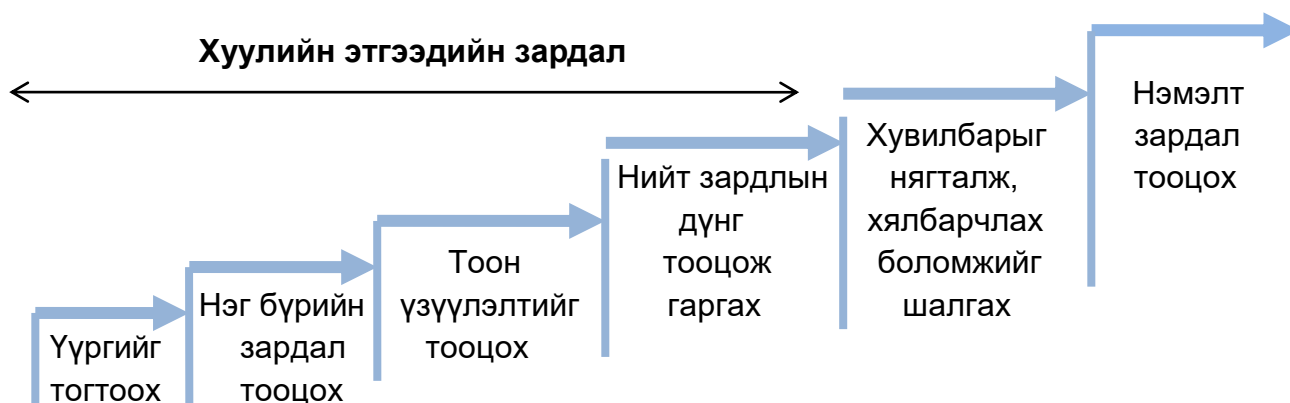 Хуулийн этгээдийн зардал
Үүргийг
тогтоох
Нэг бүрийн
зардал
тооцох
Тоон
үзүүлэлтийг
тооцох
Нийт зардлын
дүнг
тооцож
гаргах
Хувилбарыг
нягталж,
хялбарчлах
боломжийг
шалгах
Нэмэлт
зардал
тооцох